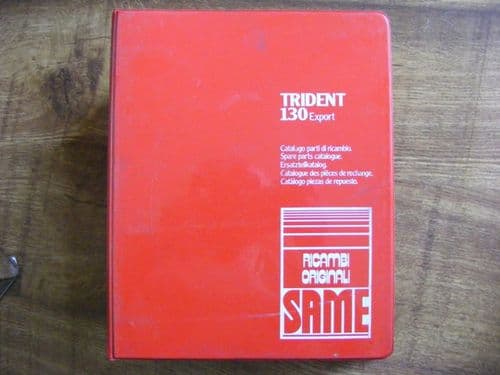 TRIDENT
130 Export
Catalogo parti di ricambio.
Spare parts catalogue.
Ersatzteilkatalog.
Catalogue des pièces de rechange.
Catálogo piezas de repuesto.
RICAMBI
ORIGINALI
SAME